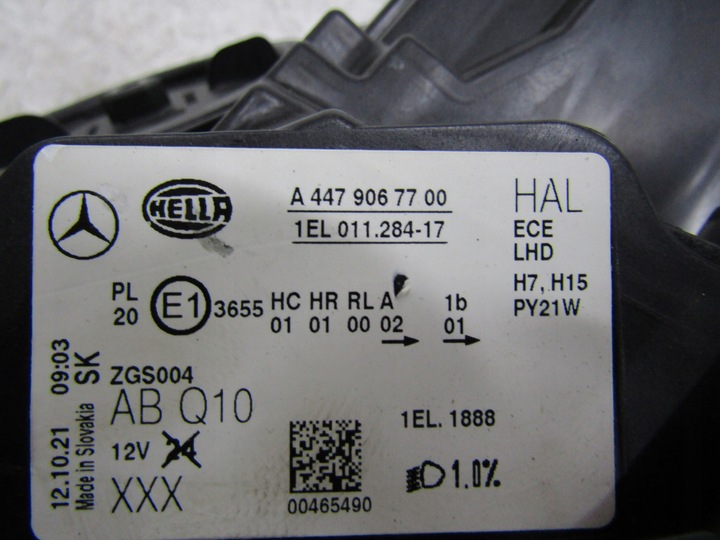 HELLA
A 447 906 77 00
1EL 011.284-17
HAL
ECE
LHD
H7, H15
PY21W
PL
20
E1
3655
HC HR RL A 1b
01 01 00 02 01
ZGS004
AB Q10
12V 24
XXX
12.10.21 09:03
Made in Slovakia SK
00465490
1EL. 1888
1.0%